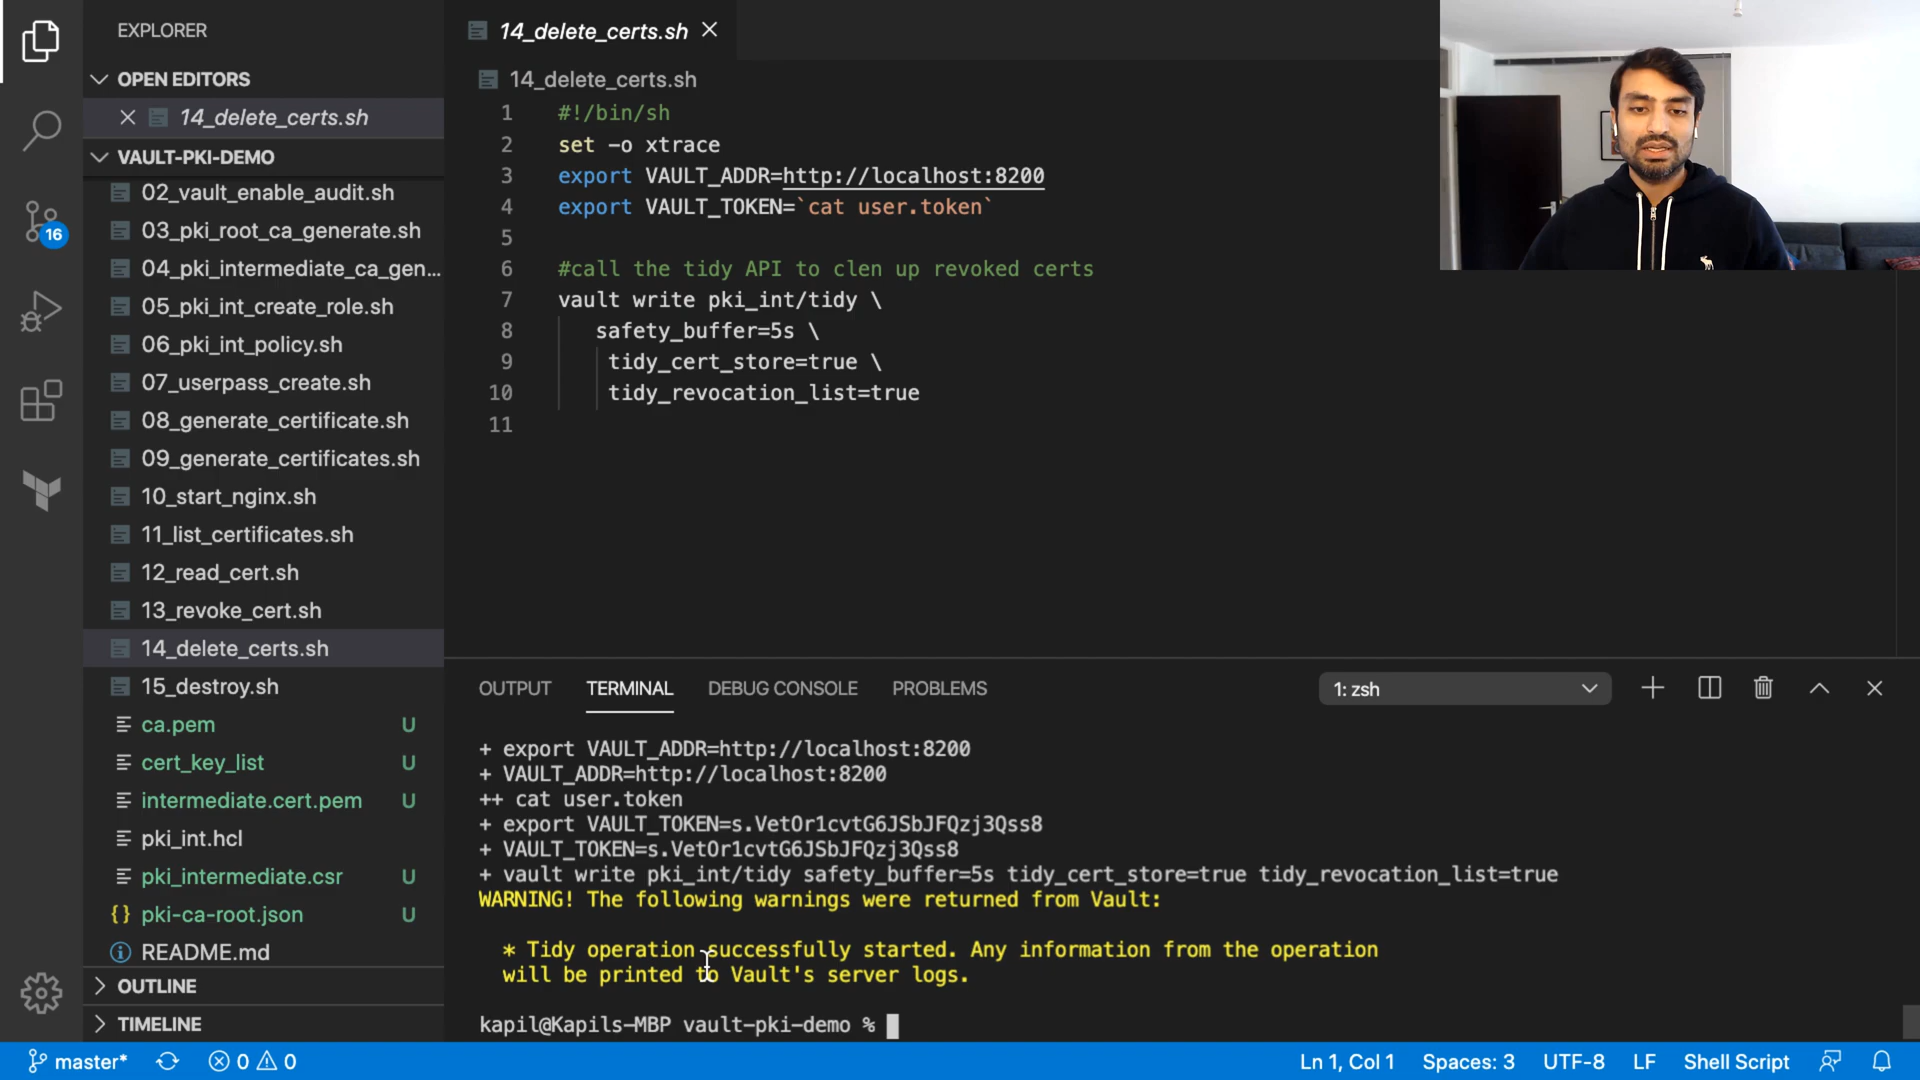 EXPLORER
OPEN EDITORS
14_delete_certs.sh
VAULT-PKI-DEMO
02_vault_enable_audit.sh
03_pki_root_ca_generate.sh
04_pki_intermediate_ca_gen...
05_pki_int_create_role.sh
06_pki_int_policy.sh
07_userpass_create.sh
08_generate_certificate.sh
09_generate_certificates.sh
10_start_nginx.sh
11_list_certificates.sh
12_read_cert.sh
13_revoke_cert.sh
14_delete_certs.sh
15_destroy.sh
ca.pem U
cert_key_list U
intermediate.cert.pem U
pki_int.hcl
pki_intermediate.csr U
{} pki-ca-root.json U
README.md
OUTLINE
TIMELINE
16
14_delete_certs.sh
14_delete_certs.sh
1 #!/bin/sh
2 set -o xtrace
3 export VAULT_ADDR=http://localhost:8200
4 export VAULT_TOKEN=`cat user.token`
5
6 #call the tidy API to clen up revoked certs
7 vault write pki_int/tidy \
8 safety_buffer=5s \
9 tidy_cert_store=true \
10 tidy_revocation_list=true
11
OUTPUT TERMINAL DEBUG CONSOLE PROBLEMS 1: zsh
+ export VAULT_ADDR=http://localhost:8200
+ VAULT_ADDR=http://localhost:8200
++ cat user.token
+ export VAULT_TOKEN=s.VetOr1cvtG6JSbJFQzj3Qss8
+ VAULT_TOKEN=s.VetOr1cvtG6JSbJFQzj3Qss8
+ vault write pki_int/tidy safety_buffer=5s tidy_cert_store=true tidy_revocation_list=true
WARNING! The following warnings were returned from Vault:
* Tidy operation successfully started. Any information from the operation
will be printed to Vault's server logs.
kapil@Kapils-MBP vault-pki-demo %
master* 0 0 Ln 1, Col 1 Spaces: 3 UTF-8 LF Shell Script